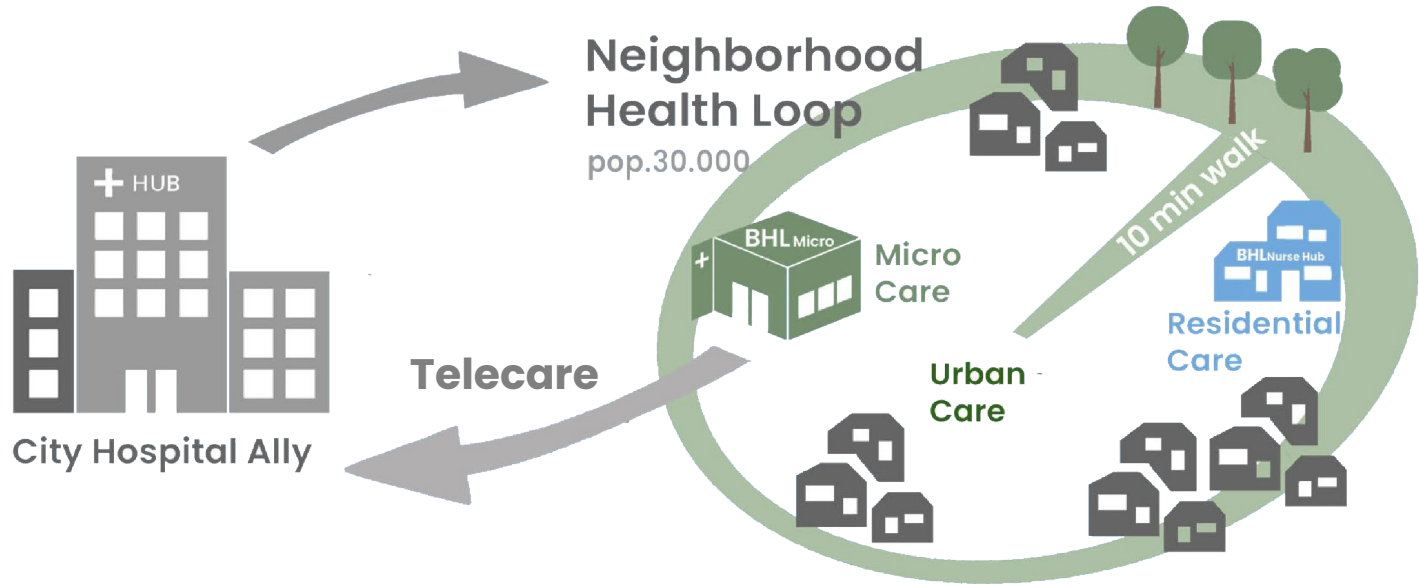 Neighborhood
Health Loop
pop.30.000
+ HUB
City Hospital Ally
Telecare
BHL Micro
+
Micro
Care
10 min walk
BHL Nurse Hub
Residential
Care
Urban
Care